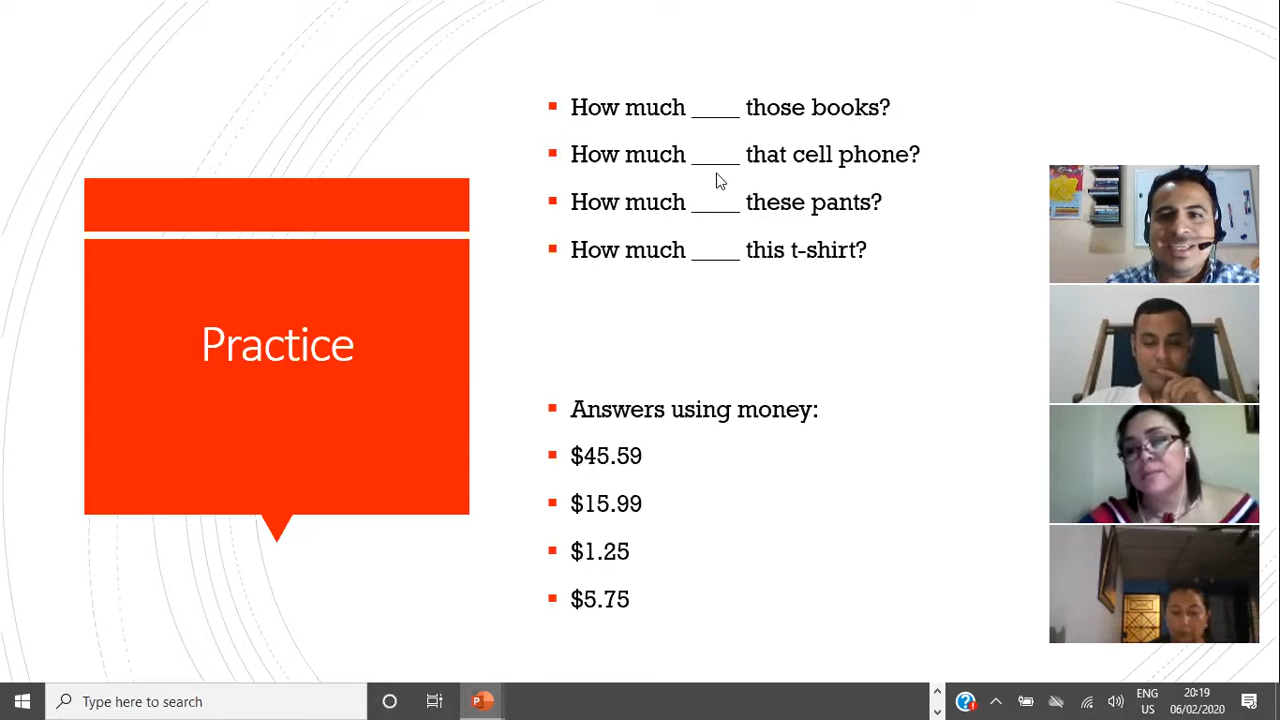 How much ____ those books?
How much ____ that cell phone?
How much ____ these pants?
How much ____ this t-shirt?
Practice
Answers using money:
$45.59
$15.99
$1.25
$5.75
Type here to search
ENG
US
20:19
06/02/2020